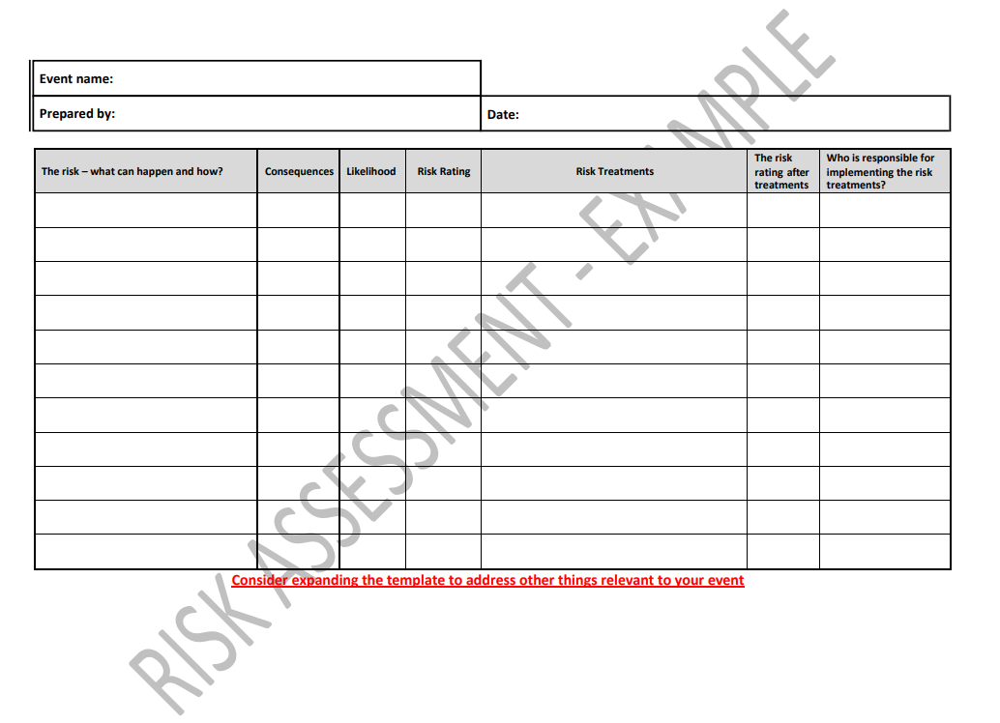 Event name:
Prepared by:
Date:
The risk – what can happen and how?
Consequences
Likelihood
Risk Rating
Risk Treatments
The risk
rating after
treatments
Who is responsible for
implementing the risk
treatments?
RISK ASSESSMENT - EXAMPLE
Consider expanding the template to address other things relevant to your event